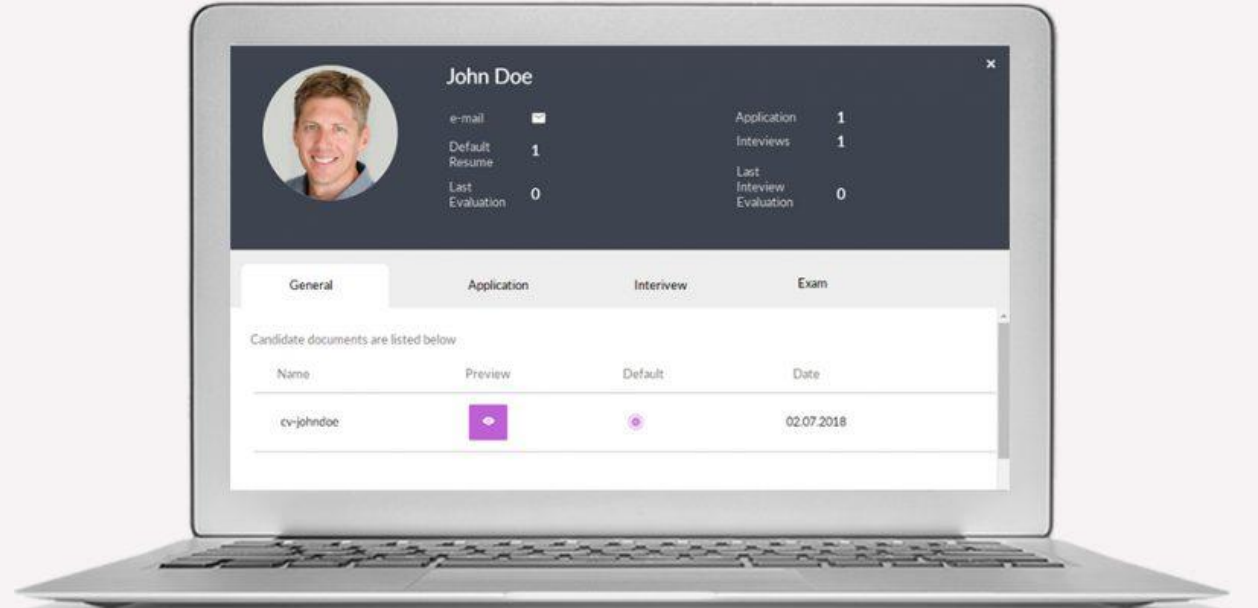 John Doe
×
e-mail
Application 1
Default
Resume 1
Inteviews 1
Last
Evaluation 0
Last
Inteview
Evaluation 0
General Application Interivew Exam
Candidate documents are listed below
Name Preview Default Date
cv-johndoe 02.07.2018